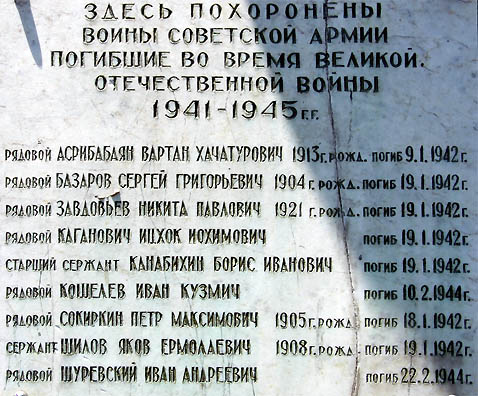 ЗДЕСЬ ПОХОРОНЕНЫ
ВОИНЫ СОВЕТСКОЙ АРМИИ
ПОГИБШИЕ ВО ВРЕМЯ ВЕЛИКОЙ.
ОТЕЧЕСТВЕННОЙ ВОЙНЫ
1941-1945 г.г.
РЯДОВОЙ АСРИБАБАЯН ВАРТАН ХАЧАТУРОВИЧ 1913 г. РОЖД. ПОГИБ 9.1.1942 г.
РЯДОВОЙ БАЗАРОВ СЕРГЕЙ ГРИГОРЬЕВИЧ 1904 г. РОЖД. ПОГИБ 19.1.1942 г.
РЯДОВОЙ ЗАВДОВЬЕВ НИКИТА ПАВЛОВИЧ 1921 г. РОЖД. ПОГИБ 19.1.1942 г.
РЯДОВОЙ КАГАНОВИЧ ИЦХОК ИОХИМОВИЧ ПОГИБ 19.1.1942 г.
СТАРШИЙ СЕРЖАНТ КАНАБИХИН БОРИС ИВАНОВИЧ ПОГИБ 19.1.1942 г.
РЯДОВОЙ КОШЕЛЕВ ИВАН КУЗМИЧ ПОГИБ 10.2.1944 г.
РЯДОВОЙ СОКИРКИН ПЕТР МАКСИМОВИЧ 1905 г. РОЖД. ПОГИБ 18.1.1942 г.
СЕРЖАНТ ШИЛОВ ЯКОВ ЕРМОЛАЕВИЧ 1908 г. РОЖД. ПОГИБ 19.1.1942 г.
РЯДОВОЙ ЩУРЕВСКИЙ ИВАН АНДРЕЕВИЧ ПОГИБ 22.2.1944 г.